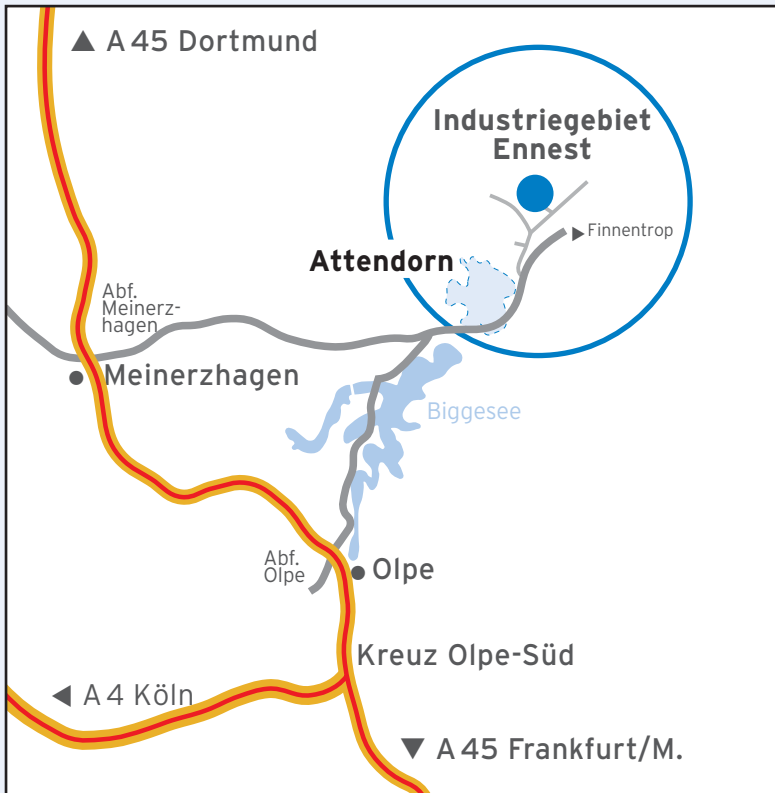 ▲ A 45 Dortmund
Industriegebiet
Ennest
▶ Finnentrop
Attendorn
Abf.
Meinerz-
hagen
Meinerzhagen
Biggesee
Abf.
Olpe
Olpe
Kreuz Olpe-Süd
◀ A 4 Köln
▼ A 45 Frankfurt/M.